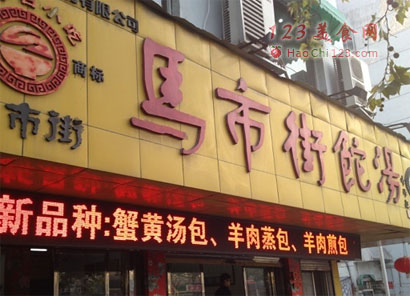 123美食网
HaoChi123.com
有限公司
商标
市街
馬市街飥湯
新品种:蟹黄汤包、羊肉蒸包、羊肉煎包